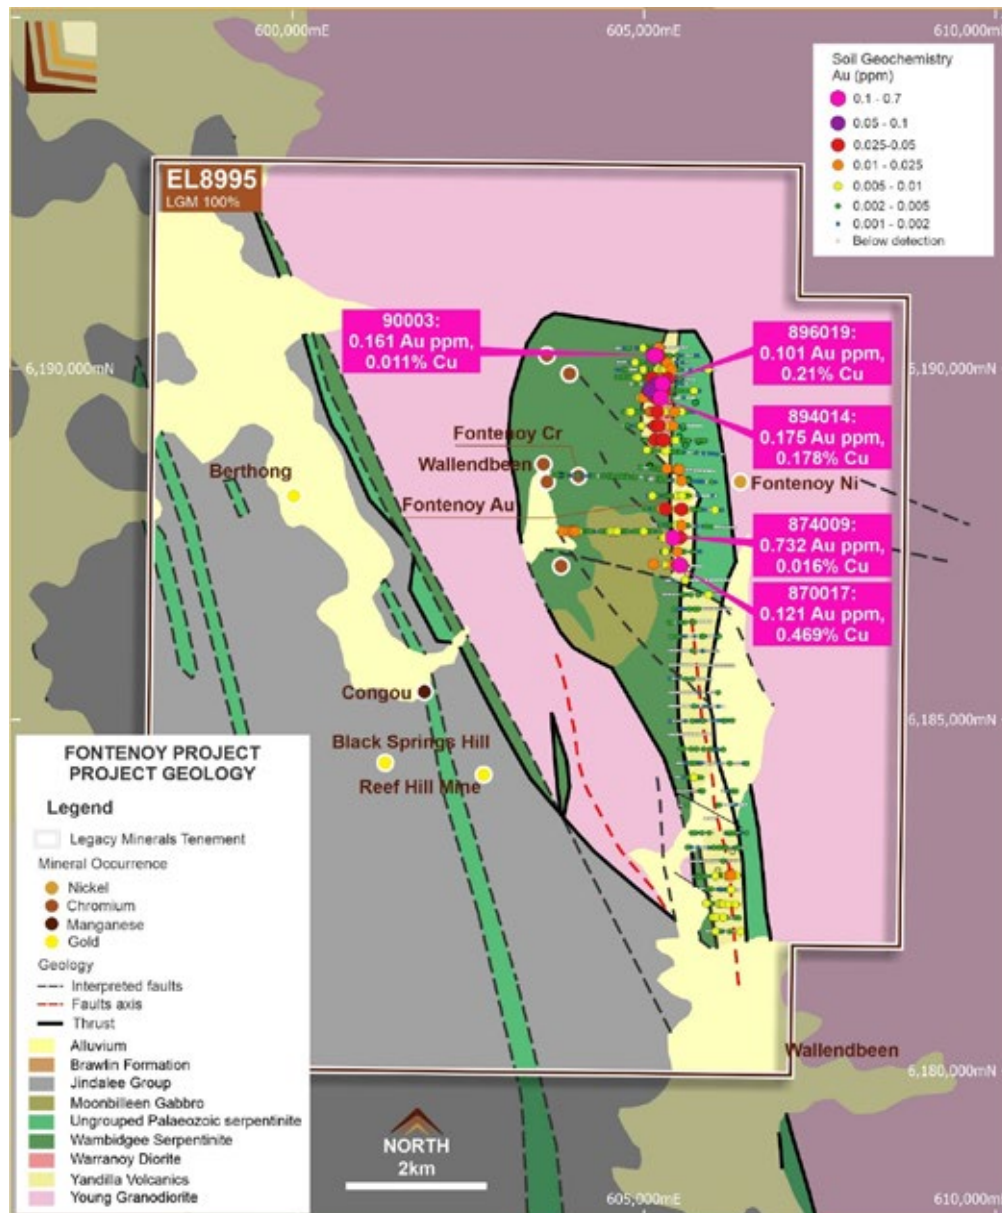 600,000mE
605,000mE
610,000mE
Soil Geochemistry
Au (ppm)
0.1 - 0.7
0.05 - 0.1
0.025-0.05
0.01 - 0.025
0.005 - 0.01
0.002 - 0.005
0.001 - 0.002
Below detection
EL8995
LGM 100%
90003:
0.161 Au ppm,
0.011% Cu
896019:
0.101 Au ppm,
0.21% Cu
6,190,000mN
6,190,000mN
894014:
0.175 Au ppm,
0.178% Cu
Fontenoy Cr
Wallendbeen
Berthong
Fontenoy Ni
Fontenoy Au
874009:
0.732 Au ppm,
0.016% Cu
870017:
0.121 Au ppm,
0.469% Cu
Congou
6,185,000mN
Black Springs Hill
Reef Hill Mine
FONTENOY PROJECT
PROJECT GEOLOGY
Legend
Legacy Minerals Tenement
Mineral Occurrence
Nickel
Chromium
Manganese
Gold
Geology
Interpreted faults
Faults axis
Thrust
Alluvium
Brawlin Formation
Jindalee Group
Moonbilleen Gabbro
Ungrouped Palaeozoic serpentinite
Wambidgee Serpentinite
Warranoy Diorite
Yandilla Volcanics
Young Granodiorite
Wallendbeen
6,180,000mN
NORTH
2km
605,000mE
610,000m